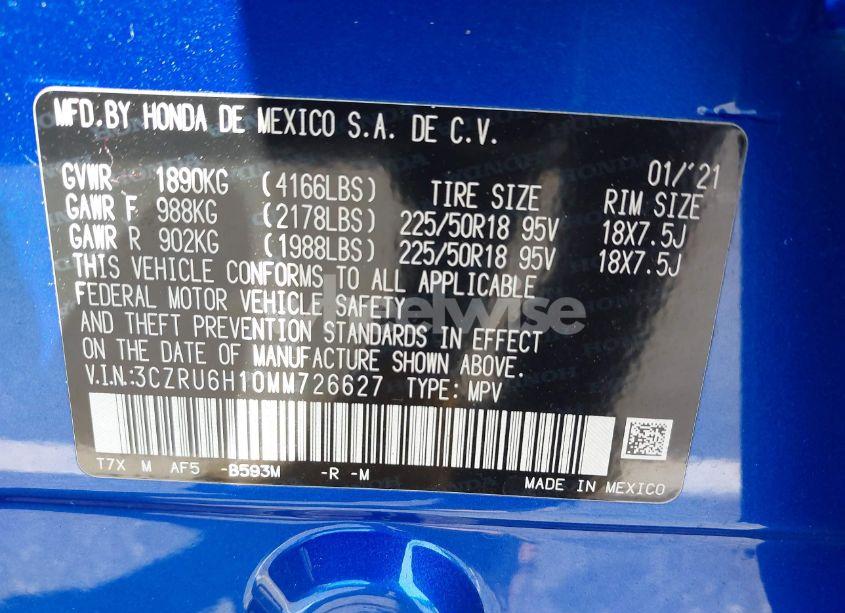 MFD.BY HONDA DE MEXICO S.A. DE C.V.
01/'21
GVWR 1890KG (4166LBS) TIRE SIZE RIM SIZE
GAWR F 988KG (2178LBS) 225/50R18 95V 18X7.5J
GAWR R 902KG (1988LBS) 225/50R18 95V 18X7.5J
THIS VEHICLE CONFORMS TO ALL APPLICABLE
FEDERAL MOTOR VEHICLE SAFETY
AND THEFT PREVENTION STANDARDS IN EFFECT
ON THE DATE OF MANUFACTURE SHOWN ABOVE.
V.I.N:3CZRU6H10MM726627 TYPE: MPV
T7X M AF5 -B593M -R -M
MADE IN MEXICO